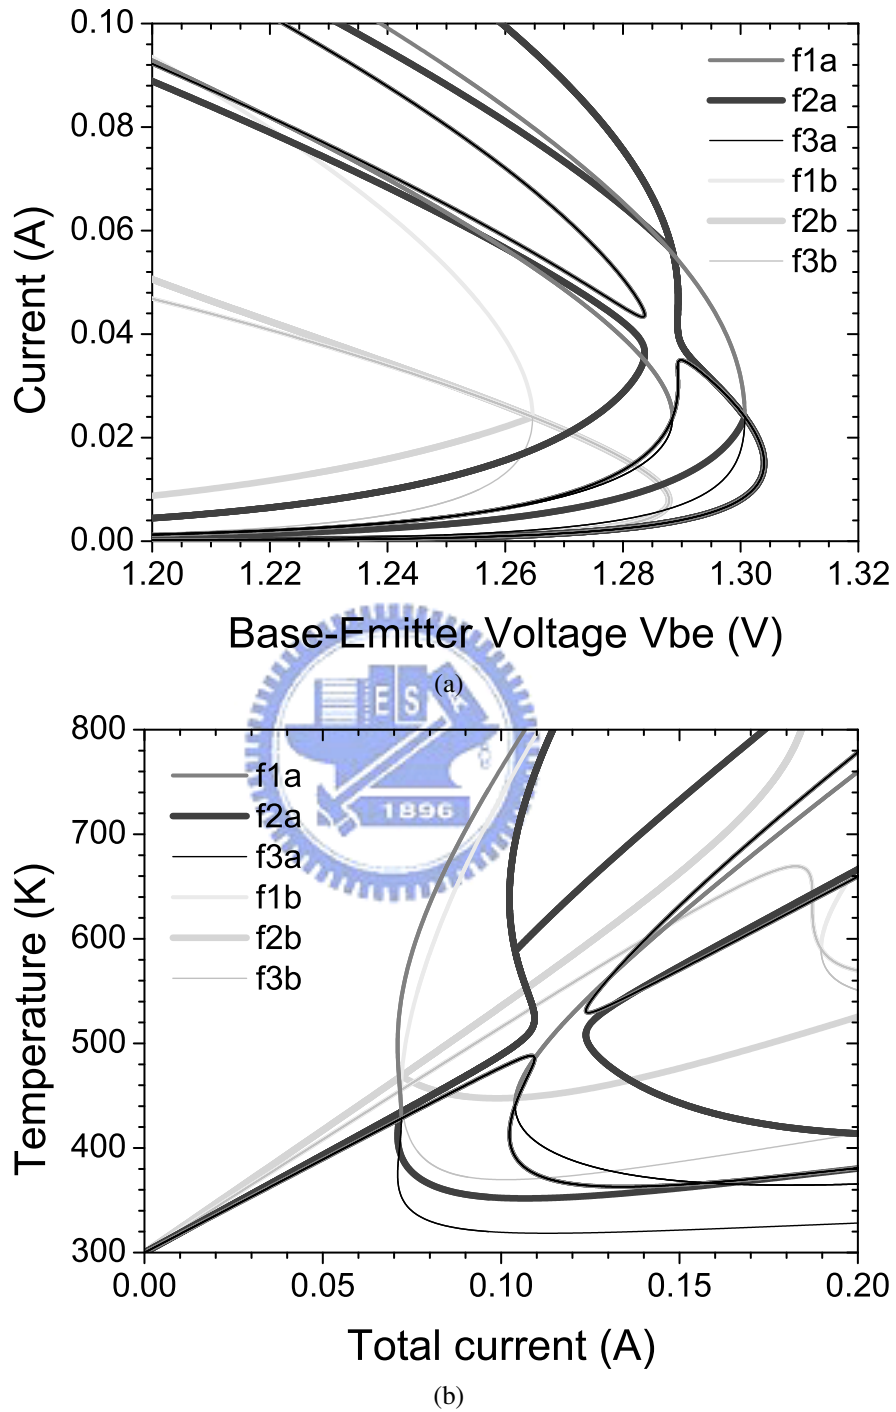 0.10
0.08
0.06
0.04
0.02
0.00
Current (A)
f1a
f2a
f3a
f1b
f2b
f3b
1.20 1.22 1.24 1.26 1.28 1.30 1.32
Base-Emitter Voltage Vbe (V)
(a)
E S
1896
800
700
600
500
400
300
Temperature (K)
f1a
f2a
f3a
f1b
f2b
f3b
0.00 0.05 0.10 0.15 0.20
Total current (A)
(b)